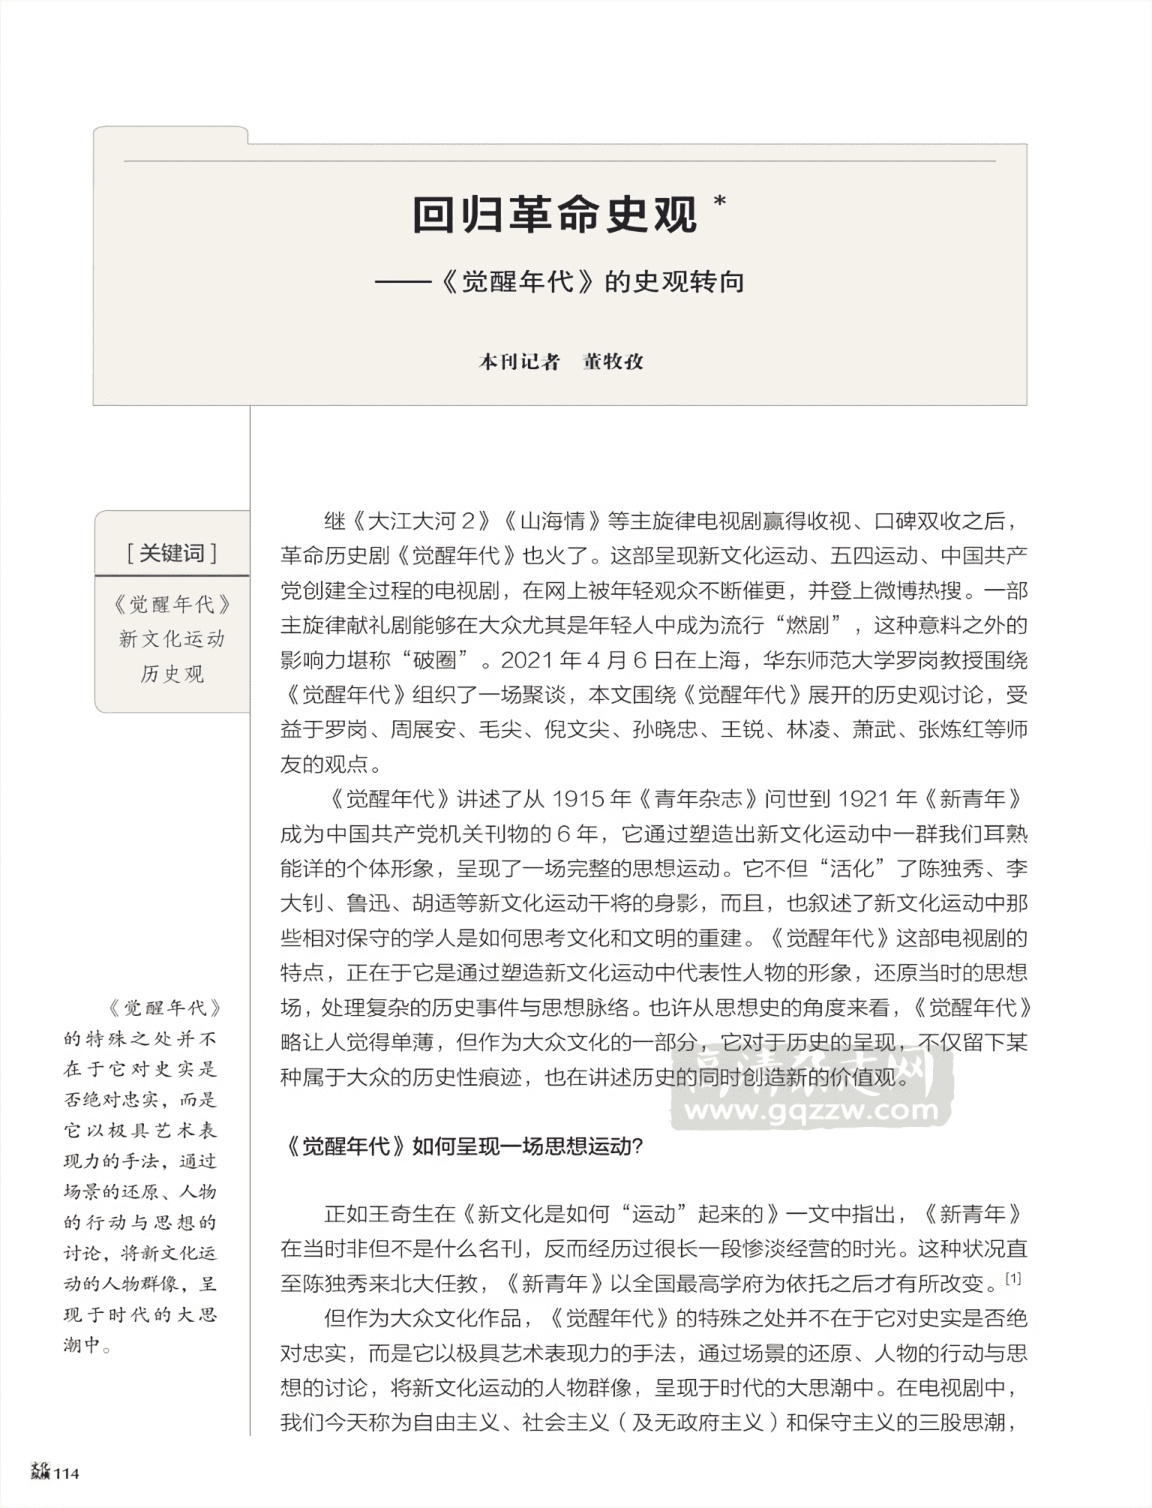 回归革命史观*
——《觉醒年代》的史观转向
本刊记者 董牧孜
[关键词]
《觉醒年代》
新文化运动
历史观
继《大江大河2》《山海情》等主旋律电视剧赢得收视、口碑双收之后，
革命历史剧《觉醒年代》也火了。这部呈现新文化运动、五四运动、中国共产
党创建全过程的电视剧，在网上被年轻观众不断催更，并登上微博热搜。一部
主旋律献礼剧能够在大众尤其是年轻人中成为流行“燃剧”，这种意料之外的
影响力堪称“破圈”。2021年4月6日在上海，华东师范大学罗岗教授围绕
《觉醒年代》组织了一场聚谈，本文围绕《觉醒年代》展开的历史观讨论，受
益于罗岗、周展安、毛尖、倪文尖、孙晓忠、王锐、林凌、萧武、张炼红等师
友的观点。
《觉醒年代》讲述了从1915年《青年杂志》问世到1921年《新青年》
成为中国共产党机关刊物的6年，它通过塑造出新文化运动中一群我们耳熟
能详的个体形象，呈现了一场完整的思想运动。它不但“活化”了陈独秀、李
大钊、鲁迅、胡适等新文化运动干将的身影，而且，也叙述了新文化运动中那
些相对保守的学人是如何思考文化和文明的重建。《觉醒年代》这部电视剧的
特点，正在于它是通过塑造新文化运动中代表性人物的形象，还原当时的思想
场，处理复杂的历史事件与思想脉络。也许从思想史的角度来看，《觉醒年代》
略让人觉得单薄，但作为大众文化的一部分，它对于历史的呈现，不仅留下某
种属于大众的历史性痕迹，也在讲述历史的同时创造新的价值观。
高清杂志网
www.gqzzw.com
《觉醒年代》
的特殊之处并不
在于它对史实是
否绝对忠实，而是
它以极具艺术表
现力的手法，通过
场景的还原、人物
的行动与思想的
讨论，将新文化运
动的人物群像，呈
现于时代的大思
潮中。
《觉醒年代》如何呈现一场思想运动？
正如王奇生在《新文化是如何“运动”起来的》一文中指出，《新青年》
在当时非但不是什么名刊，反而经历过很长一段惨淡经营的时光。这种状况直
至陈独秀来北大任教，《新青年》以全国最高学府为依托之后才有所改变。[1]
但作为大众文化作品，《觉醒年代》的特殊之处并不在于它对史实是否绝
对忠实，而是它以极具艺术表现力的手法，通过场景的还原、人物的行动与思
想的讨论，将新文化运动的人物群像，呈现于时代的大思潮中。在电视剧中，
我们今天称为自由主义、社会主义（及无政府主义）和保守主义的三股思潮，
文化纵横 114